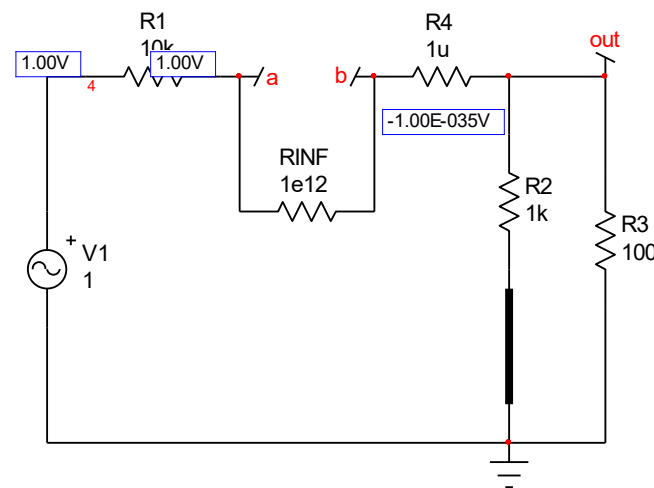 R1
10k
1.00V
1.00V
4
a
b
R4
1u
out
-1.00E-035V
RINF
1e12
R2
1k
R3
100
+
V1
1